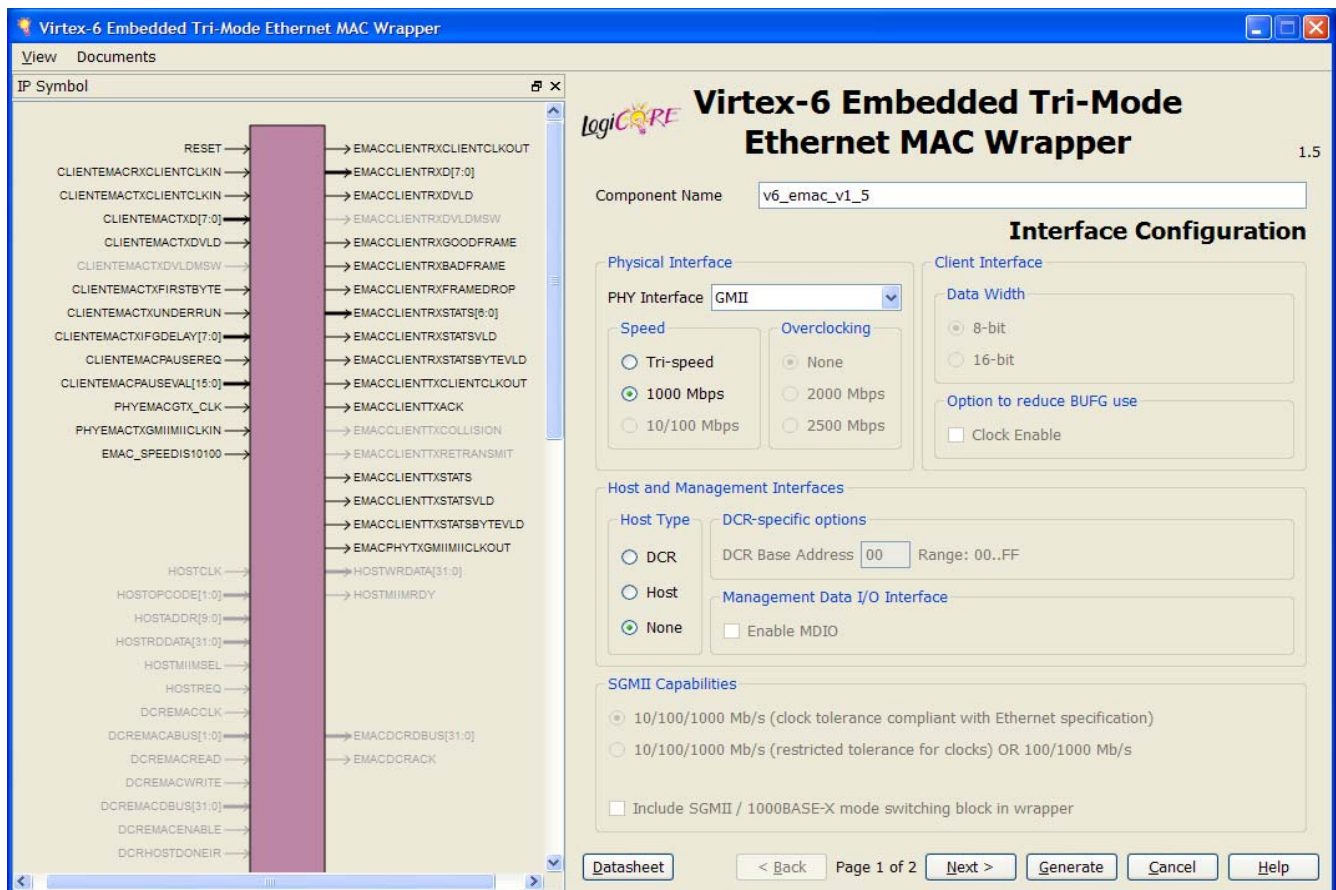 Virtex-6 Embedded Tri-Mode Ethernet MAC Wrapper
View Documents
IP Symbol
RESET
CLIENTEMACRXCLIENTCLKIN
CLIENTEMACTXCLIENTCLKIN
CLIENTEMACTXD[7:0]
CLIENTEMACTXDVLD
CLIENTEMACTXDVLDMSW
CLIENTEMACTXFIRSTBYTE
CLIENTEMACTXUNDERRUN
CLIENTEMACTXIFGDELAY[7:0]
CLIENTEMACPAUSEREQ
CLIENTEMACPAUSEVAL[15:0]
PHYEMACGTX_CLK
PHYEMACTXGMIIMIICLKIN
EMAC_SPEEDIS10100
HOSTCLK
HOSTOPCODE[1:0]
HOSTADDR[9:0]
HOSTRDDATA[31:0]
HOSTMIIMSEL
HOSTREQ
DCREMACCLK
DCREMACABUS[1:0]
DCREMACREAD
DCREMACWRITE
DCREMACDBUS[31:0]
DCREMACENABLE
DCRHOSTDONEIR
EMACCLIENTRXCLIENTCLKOUT
EMACCLIENTRXD[7:0]
EMACCLIENTRXDVLD
EMACCLIENTRXDVLDMSW
EMACCLIENTRXGOODFRAME
EMACCLIENTRXBADFRAME
EMACCLIENTRXFRAMEDROP
EMACCLIENTRXSTATS[6:0]
EMACCLIENTRXSTATSVLD
EMACCLIENTRXSTATSBYTEVLD
EMACCLIENTTXCLIENTCLKOUT
EMACCLIENTTXACK
EMACCLIENTTXCOLLISION
EMACCLIENTTXRETRANSMIT
EMACCLIENTTXSTATS
EMACCLIENTTXSTATSVLD
EMACCLIENTTXSTATSBYTEVLD
EMACPHYTXGMIIMIICLKOUT
HOSTWRDATA[31:0]
HOSTMIIMRDY
EMACDCRDBUS[31:0]
EMACDCRACK
LogiCORE
Virtex-6 Embedded Tri-Mode
Ethernet MAC Wrapper
1.5
Component Name v6_emac_v1_5
Interface Configuration
Physical Interface
PHY Interface GMII
Speed
Tri-speed
1000 Mbps
10/100 Mbps
Overclocking
None
2000 Mbps
2500 Mbps
Client Interface
Data Width
8-bit
16-bit
Option to reduce BUFG use
Clock Enable
Host and Management Interfaces
Host Type
DCR
Host
None
DCR-specific options
DCR Base Address 00 Range: 00..FF
Management Data I/O Interface
Enable MDIO
SGMII Capabilities
10/100/1000 Mb/s (clock tolerance compliant with Ethernet specification)
10/100/1000 Mb/s (restricted tolerance for clocks) OR 100/1000 Mb/s
Include SGMII / 1000BASE-X mode switching block in wrapper
Datasheet < Back Page 1 of 2 Next > Generate Cancel Help